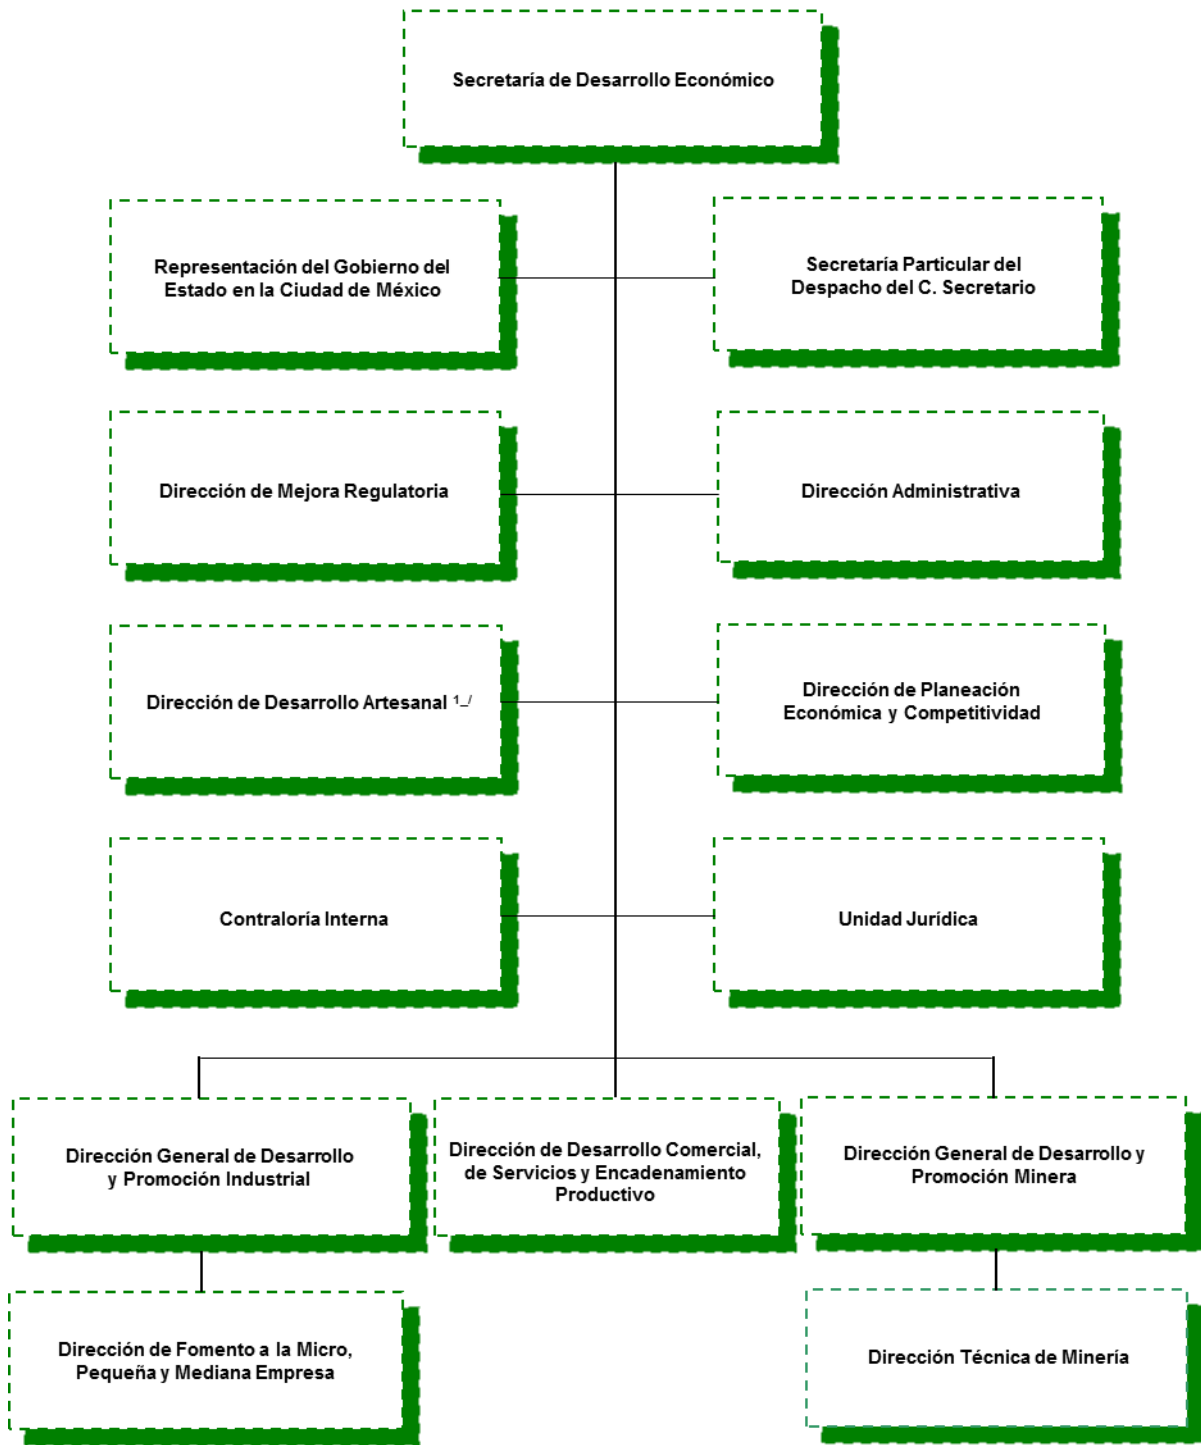 Secretaría de Desarrollo Económico
Representación del Gobierno del
Estado en la Ciudad de México
Secretaría Particular del
Despacho del C. Secretario
Dirección de Mejora Regulatoria
Dirección Administrativa
Dirección de Desarrollo Artesanal ¹_/
Dirección de Planeación
Económica y Competitividad
Contraloría Interna
Unidad Jurídica
Dirección General de Desarrollo
y Promoción Industrial
Dirección de Desarrollo Comercial,
de Servicios y Encadenamiento
Productivo
Dirección General de Desarrollo y
Promoción Minera
Dirección de Fomento a la Micro,
Pequeña y Mediana Empresa
Dirección Técnica de Minería